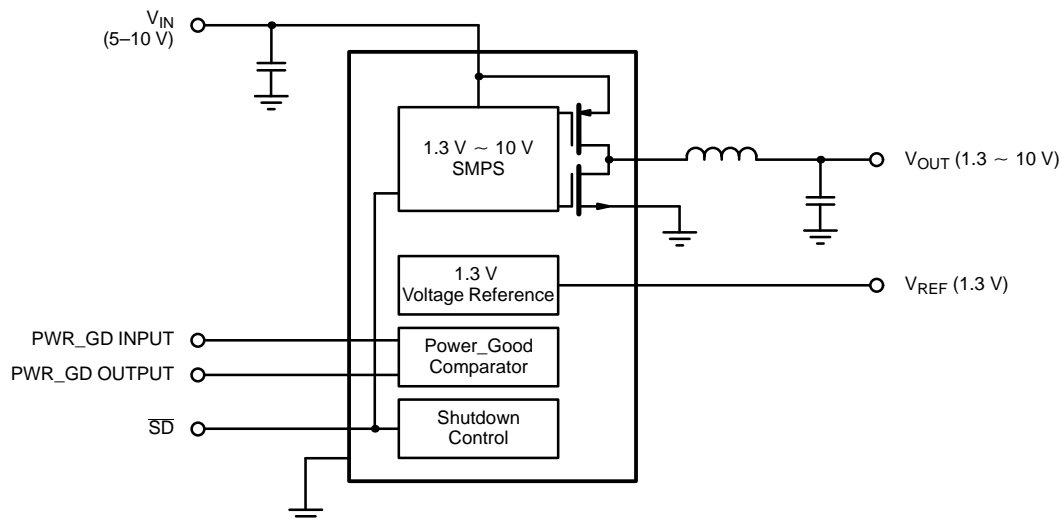 V_IN
(5–10 V)
1.3 V ~ 10 V
SMPS
V_OUT (1.3 ~ 10 V)
1.3 V
Voltage Reference
V_REF (1.3 V)
PWR_GD INPUT
Power_Good
Comparator
PWR_GD OUTPUT
S̅D̅
Shutdown
Control